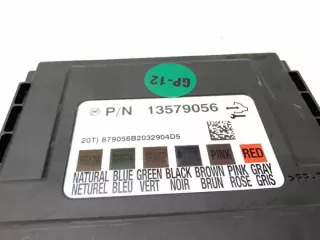 GP-12
GM P/N 13579056
20T) 879056B2032904D5
PINK RED
NATURAL BLUE GREEN BLACK BROWN PINK GRAY
NETUREL BLEU VERT NOIR BRUN ROSE GRIS